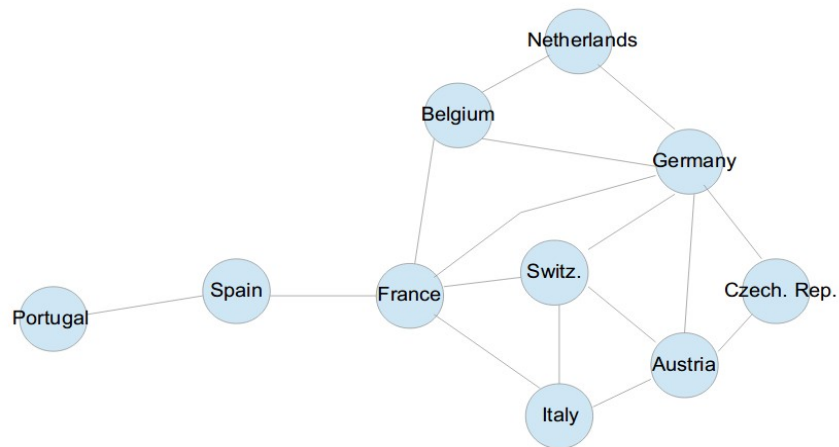 Netherlands
Belgium
Germany
Switz.
Spain
France
Czech. Rep.
Portugal
Austria
Italy